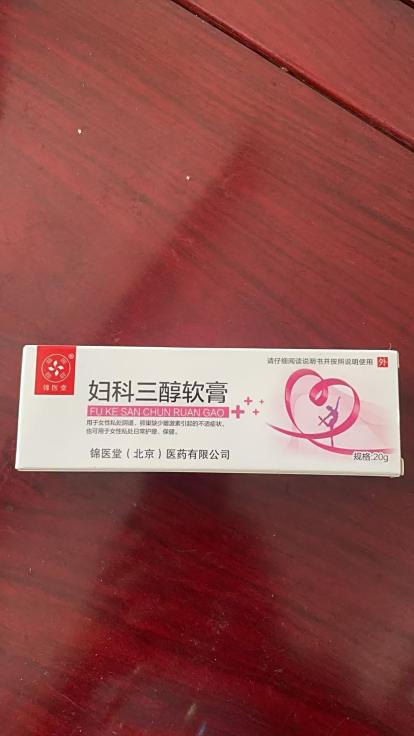 请仔细阅读说明书并按照说明使用 外
锦医堂®
妇科三醇软膏
FU KE SAN CHUN RUAN GAO
用于女性私处阴道、卵巢缺少雌激素引起的不适症状,
也可用于女性私处日常护理、保健。
锦医堂(北京)医药有限公司
规格:20g